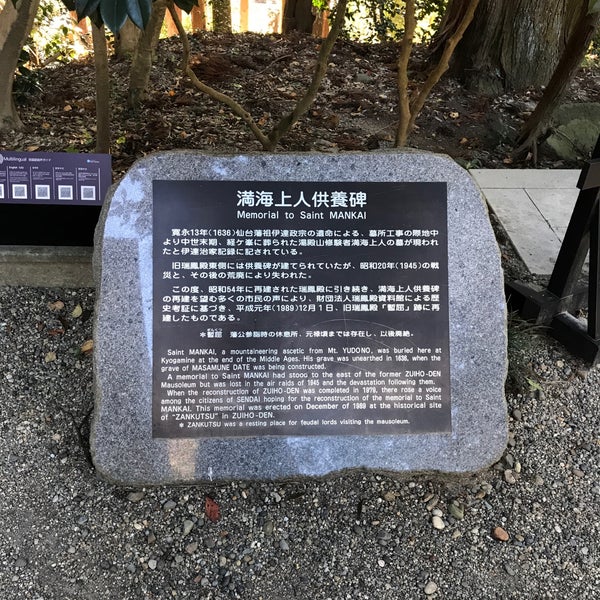 Multilingual
English
満海上人供養碑
Memorial to Saint MANKAI
寛永13年(1636)仙台藩祖伊達政宗の遺命による、墓所工事の際地中
より中世末期、経ケ峯に葬られた湯殿山修験者満海上人の墓が現われ
たと伊達治家記録に記されている。
旧瑞鳳殿東側には供養碑が建てられていたが、昭和20年(1945)の戦
災と、その後の荒廃により失われた。
この度、昭和54年に再建された瑞鳳殿に引き続き、満海上人供養碑
の再建を望む多くの市民の声により、財団法人瑞鳳殿資料館による歴
史考証に基づき、平成元年(1989)12月1日、旧瑞鳳殿「暫屈」跡に再
建したものである。
*暫屈 藩公参詣時の休息所、元禄頃までは存在し、以後廃絶。
Saint MANKAI, a mountaineering ascetic from Mt. YUDONO, was buried here at
Kyogamine at the end of the Middle Ages. His grave was unearthed in 1636, when the
grave of MASAMUNE DATE was being constructed.
A memorial to Saint MANKAI had stood to the east of the former ZUIHO-DEN
Mausoleum but was lost in the air raids of 1945 and the devastation following them.
When the reconstruction of ZUIHO-DEN was completed in 1979, there rose a voice
among the citizens of SENDAI hoping for the reconstruction of the memorial to Saint
MANKAI. This memorial was erected on December of 1989 at the historical site
of "ZANKUTSU" in ZUIHO-DEN.
* ZANKUTSU was a resting place for feudal lords visiting the mausoleum.